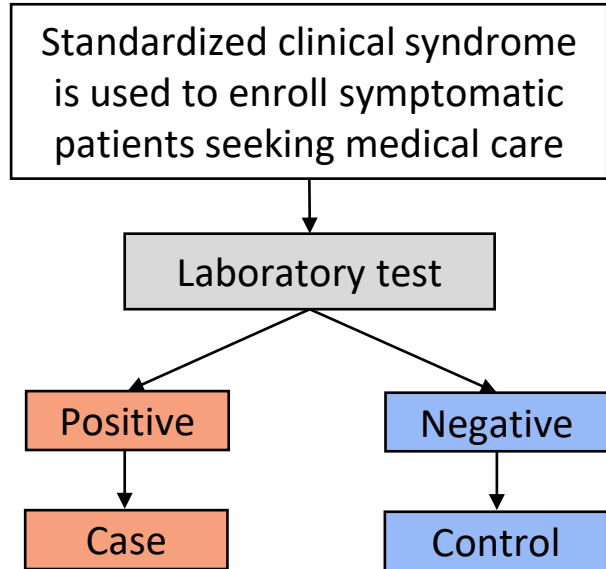 Standardized clinical syndrome
is used to enroll symptomatic
patients seeking medical care
Laboratory test
Positive
Negative
Case
Control